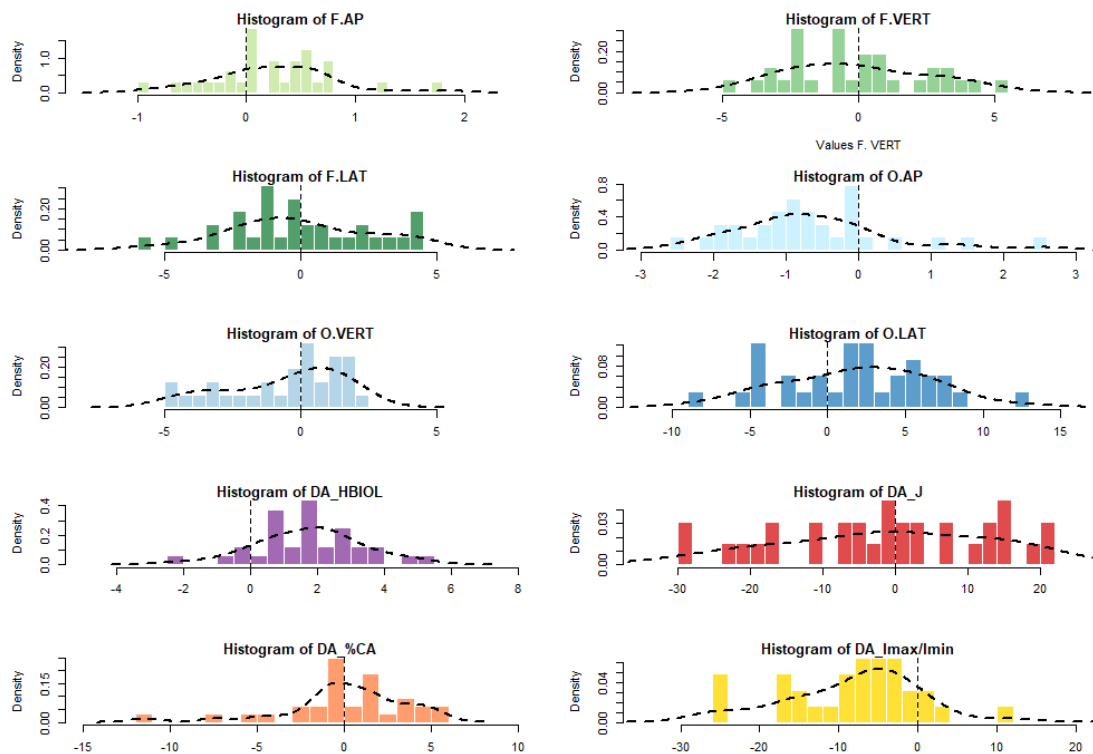 Histogram of F.AP
Density
0.0 1.0
-1 0 1 2
Histogram of F.VERT
Density
0.00 0.20
-5 0 5
Values F. VERT
Histogram of F.LAT
Density
0.00 0.20
-5 0 5
Histogram of O.AP
Density
0.0 0.4 0.8
-3 -2 -1 0 1 2 3
Histogram of O.VERT
Density
0.00 0.20
-5 0 5
Histogram of O.LAT
Density
0.00 0.08
-10 -5 0 5 10 15
Histogram of DA_HBIOL
Density
0.0 0.2 0.4
-4 -2 0 2 4 6 8
Histogram of DA_J
Density
0.00 0.03
-30 -20 -10 0 10 20
Histogram of DA_%CA
Density
0.00 0.15
-15 -10 -5 0 5 10
Histogram of DA_Imax/Imin
Density
0.00 0.04
-30 -20 -10 0 10 20